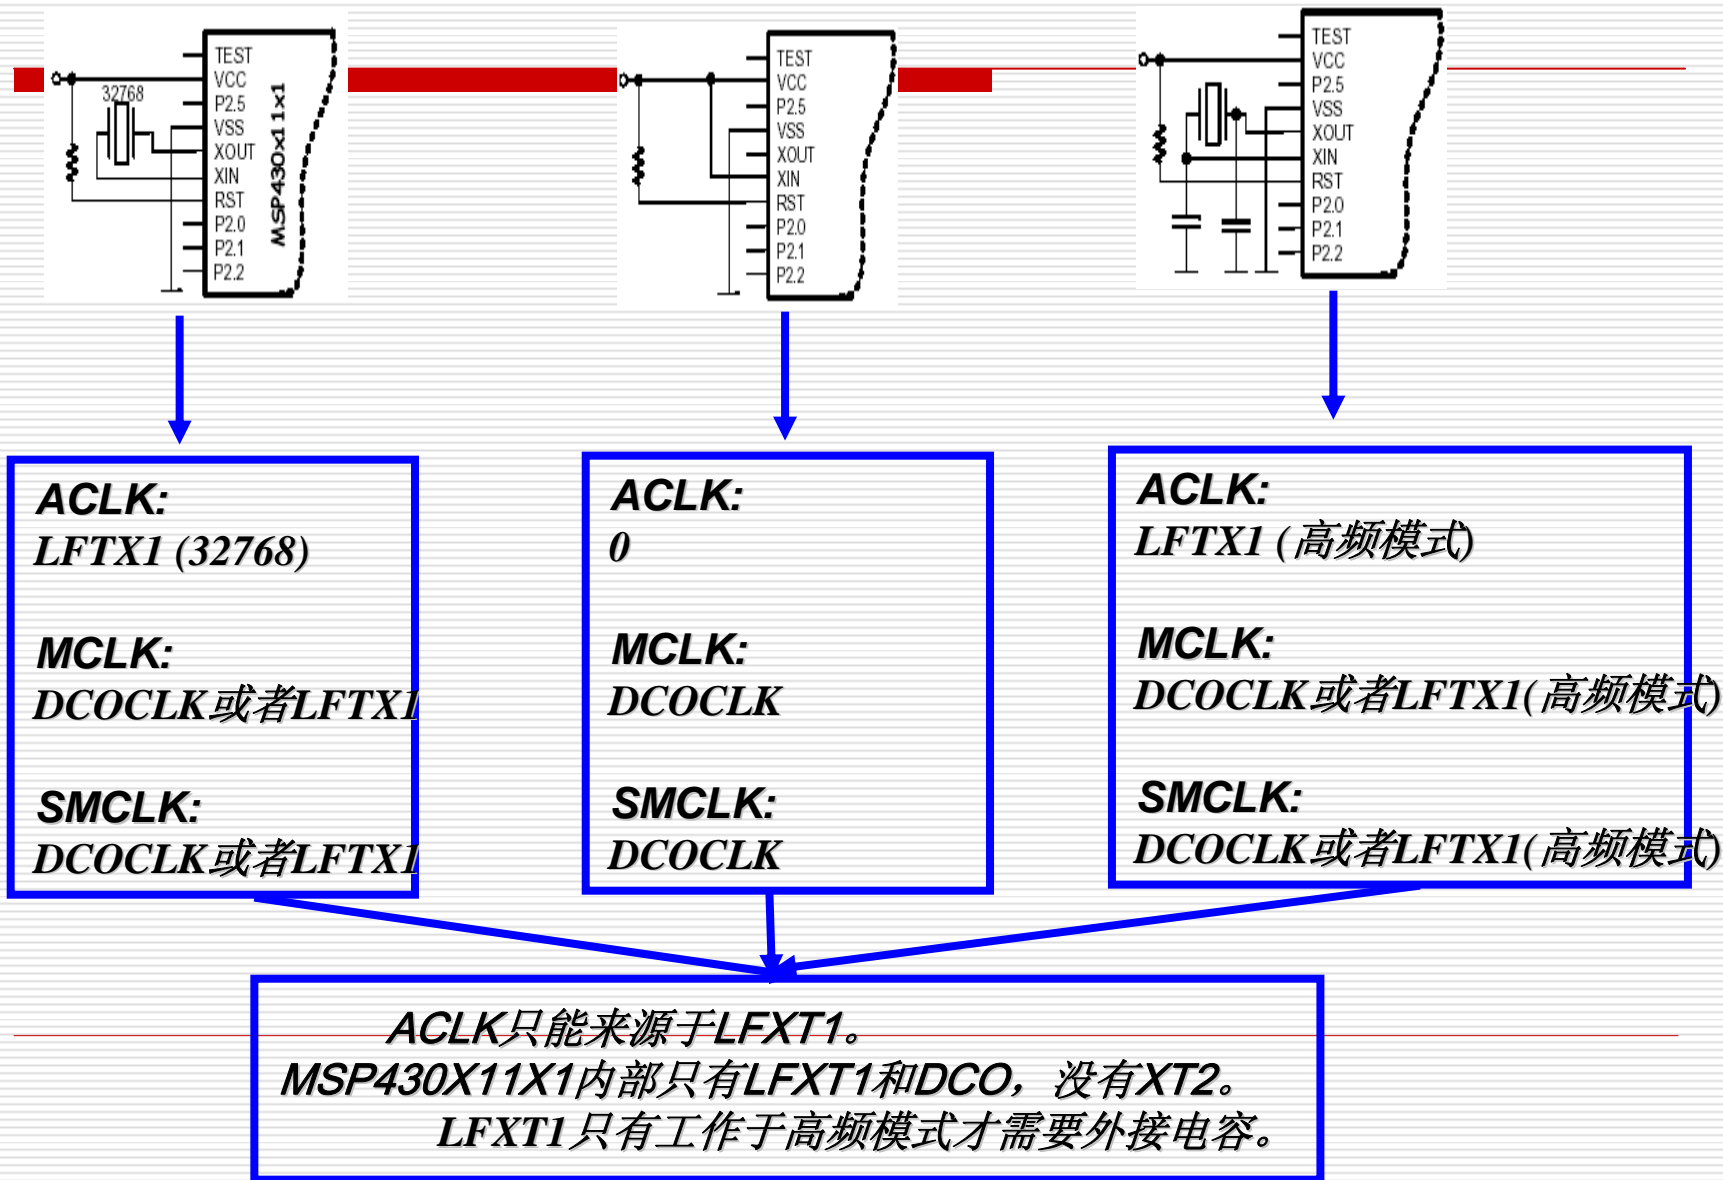 TEST
VCC
P2.5
VSS
XOUT
XIN
RST
P2.0
P2.1
P2.2
32768
MSP430x11x1
TEST
VCC
P2.5
VSS
XOUT
XIN
RST
P2.0
P2.1
P2.2
TEST
VCC
P2.5
VSS
XOUT
XIN
RST
P2.0
P2.1
P2.2
ACLK:
LFTX1 (32768)
MCLK:
DCOCLK或者LFTX1
SMCLK:
DCOCLK或者LFTX1
ACLK:
0
MCLK:
DCOCLK
SMCLK:
DCOCLK
ACLK:
LFTX1 (高频模式)
MCLK:
DCOCLK或者LFTX1(高频模式)
SMCLK:
DCOCLK或者LFTX1(高频模式)
ACLK只能来源于LFXT1。
MSP430X11X1内部只有LFXT1和DCO，没有XT2。
LFXT1只有工作于高频模式才需要外接电容。